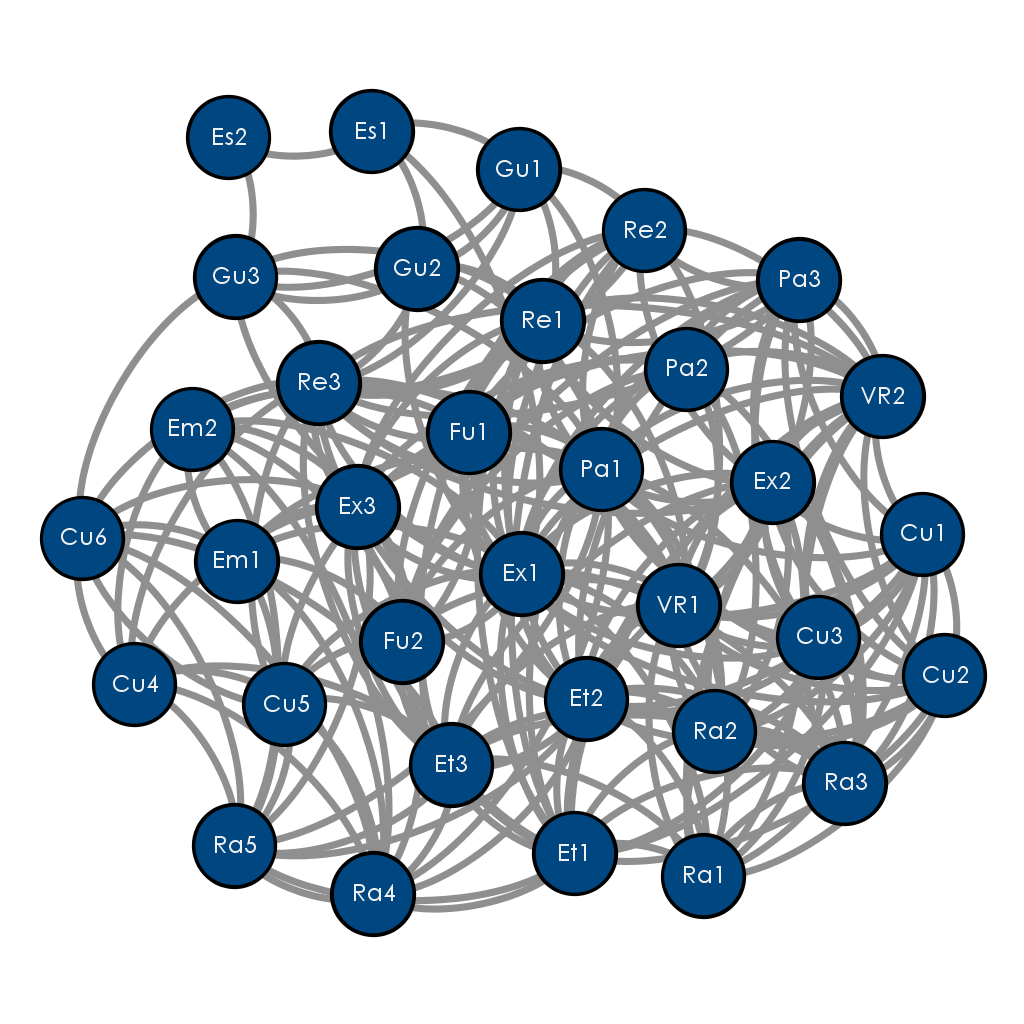 Es2
Es1
Gu1
Re2
Gu3
Gu2
Pa3
Re1
Re3
Pa2
VR2
Em2
Fu1
Pa1
Ex2
Ex3
Cu6
Cu1
Em1
Ex1
VR1
Fu2
Cu3
Cu4
Cu5
Et2
Cu2
Ra2
Et3
Ra3
Ra5
Et1
Ra4
Ra1